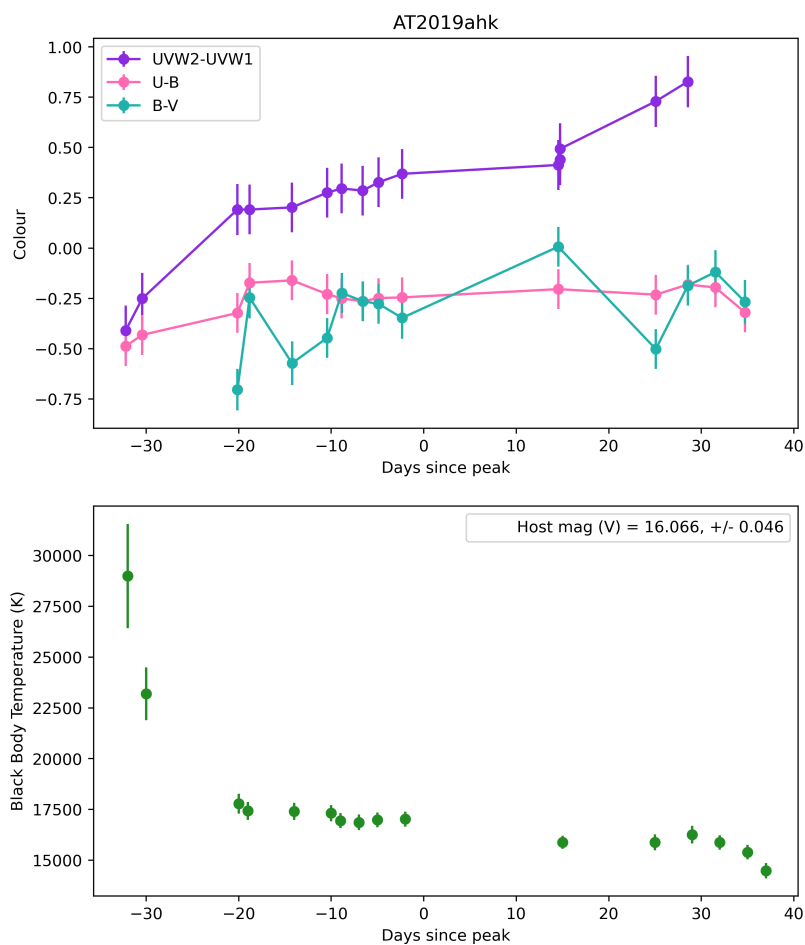 AT2019ahk
UVW2-UVW1
U-B
B-V
1.00
0.75
0.50
0.25
0.00
−0.25
−0.50
−0.75
Colour
−30 −20 −10 0 10 20 30 40
Days since peak
Host mag (V) = 16.066, +/- 0.046
30000
27500
25000
22500
20000
17500
15000
Black Body Temperature (K)
−30 −20 −10 0 10 20 30 40
Days since peak